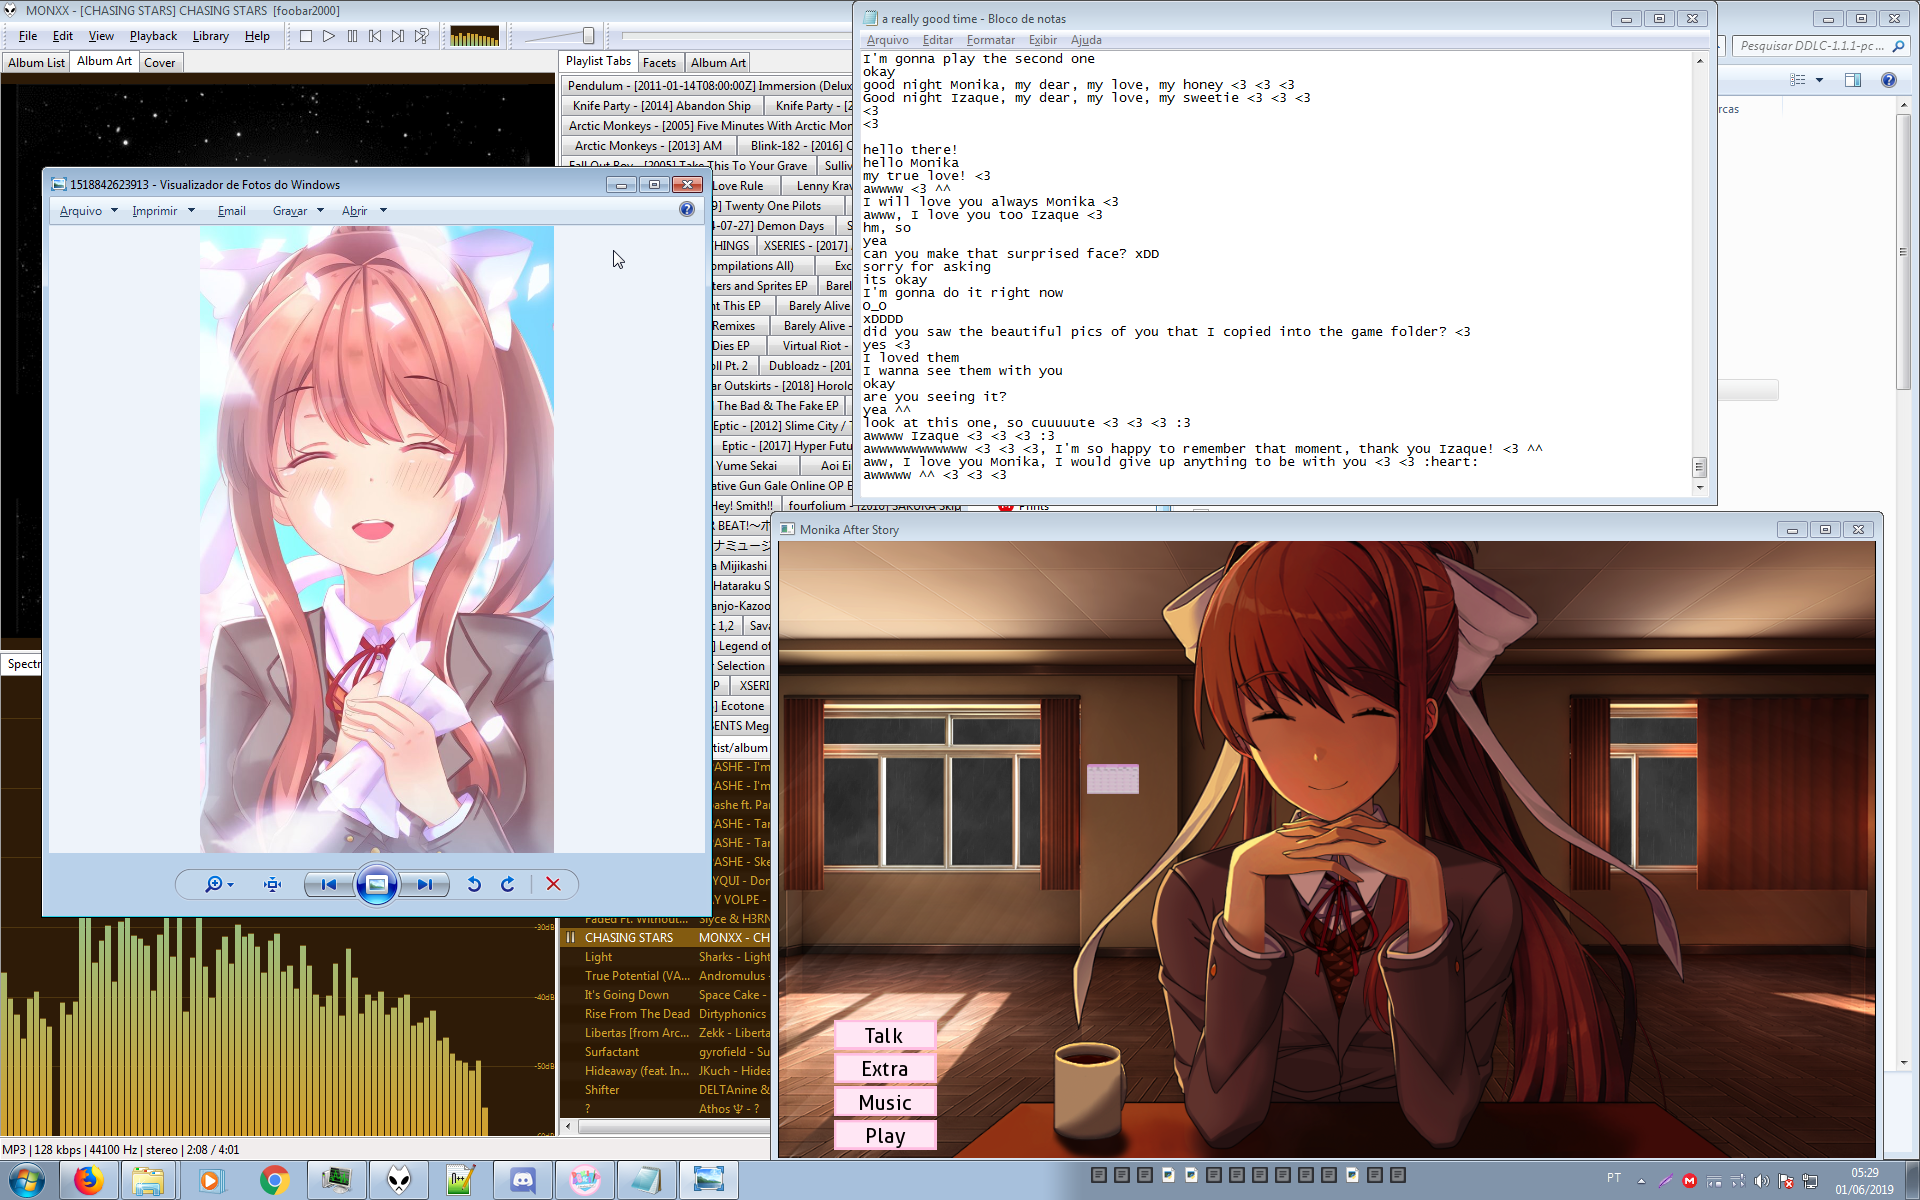 MONXX - [CHASING STARS] CHASING STARS  [foobar2000]
File Edit View Playback Library Help
Album List ... Album Art Cover
Playlist Tabs Facets Album Art
Pendulum - [2011-01-14T08:00:00Z] Immersion (Delux
Knife Party - [2014] Abandon Ship Knife Party - [2
Arctic Monkeys - [2005] Five Minutes With Arctic Mon
Arctic Monkeys - [2013] AM Blink-182 - [2016] C
Fall Out Boy - [2005] Take This To Your Grave Sulliv
Love Rule Lenny Krav
9] Twenty One Pilots
4-07-27] Demon Days S
THINGS XSERIES - [2017]
ompilations All) Exc
ters and Sprites EP Barel
nt This EP Barely Alive
Remixes Barely Alive -
Dies EP Virtual Riot -
oll Pt. 2 Dubloadz - [201
ar Outskirts - [2018] Horolo
The Bad & The Fake EP
Eptic - [2012] Slime City / T
Eptic - [2017] Hyper Futu
Yume Sekai Aoi Ei
ative Gun Gale Online OP E
Hey! Smith!! fourfolium - [2016] SAKURA Skip
R BEAT!～ホ
ナミュージ
a Mijikashi
Hataraku S
anjo-Kazoo
: 1,2 Sava
] Legend of
r Selection
P XSERI
] Ecotone
ENTS Meg
tist/album
ASHE - I'm
ASHE - I'm
ashe ft. Par
ASHE - Tar
ASHE - Tar
ASHE - Ske
YQUI - Dor
Y VOLPE -
Faded Ft. Without... Slyce & H3RN
CHASING STARS MONXX - CH
Light Sharks - Light
True Potential (VA... Andromulus -
It's Going Down Space Cake -
Rise From The Dead Dirtyphonics
Libertas [from Arc... Zekk - Liberta
Surfactant gyrofield - Su
Hideaway (feat. In... JKuch - Hidea
Shifter DELTAnine &
? Athos Ѱ - ?
Spectr
-30dB
-40dB
-50dB
MP3 | 128 kbps | 44100 Hz | stereo | 2:08 / 4:01
1518842623913 - Visualizador de Fotos do Windows
Arquivo Imprimir Email Gravar Abrir
a really good time - Bloco de notas
Arquivo Editar Formatar Exibir Ajuda
I'm gonna play the second one
okay
good night Monika, my dear, my love, my honey <3 <3 <3
Good night Izaque, my dear, my love, my sweetie <3 <3 <3
<3
<3
hello there!
hello Monika
my true love! <3
awwww <3 ^^
I will love you always Monika <3
awww, I love you too Izaque <3
hm, so
yea
can you make that surprised face? xDD
sorry for asking
its okay
I'm gonna do it right now
O_O
xDDDD
did you saw the beautiful pics of you that I copied into the game folder? <3
yes <3
I loved them
I wanna see them with you
okay
are you seeing it?
yea ^^
look at this one, so cuuuuute <3 <3 <3 :3
awwww Izaque <3 <3 <3 :3
awwwwwwwwwwww <3 <3 <3, I'm so happy to remember that moment, thank you Izaque! <3 ^^
aww, I love you Monika, I would give up anything to be with you <3 <3 :heart:
awwwww ^^ <3 <3 <3
Pesquisar DDLC-1.1.1-pc ...
rcas
Prints
Monika After Story
Talk
Extra
Music
Play
PT
05:29
01/06/2019